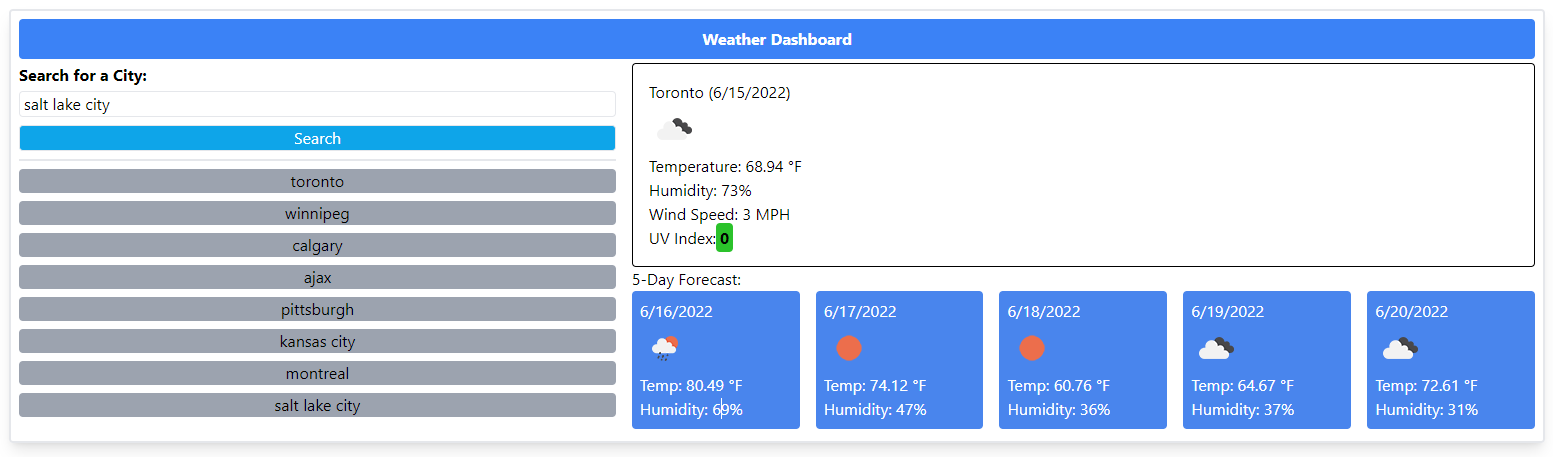 Weather Dashboard
Search for a City:
salt lake city
Search
toronto
winnipeg
calgary
ajax
pittsburgh
kansas city
montreal
salt lake city
Toronto (6/15/2022)
Temperature: 68.94 °F
Humidity: 73%
Wind Speed: 3 MPH
UV Index: 0
5-Day Forecast:
6/16/2022
Temp: 80.49 °F
Humidity: 69%
6/17/2022
Temp: 74.12 °F
Humidity: 47%
6/18/2022
Temp: 60.76 °F
Humidity: 36%
6/19/2022
Temp: 64.67 °F
Humidity: 37%
6/20/2022
Temp: 72.61 °F
Humidity: 31%